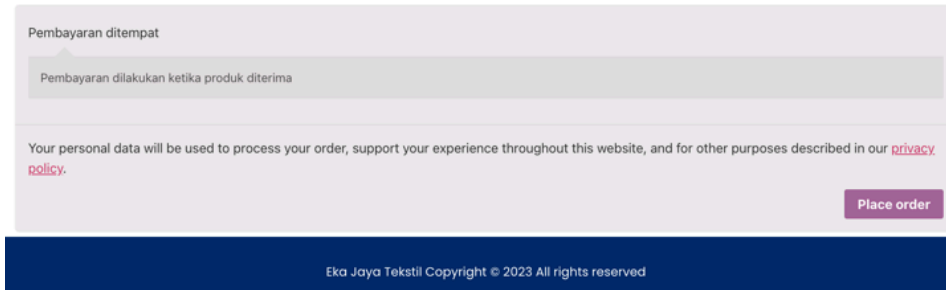 Pembayaran ditempat
Pembayaran dilakukan ketika produk diterima
Your personal data will be used to process your order, support your experience throughout this website, and for other purposes described in our privacy
policy.
Place order
Eka Jaya Tekstil Copyright © 2023 All rights reserved